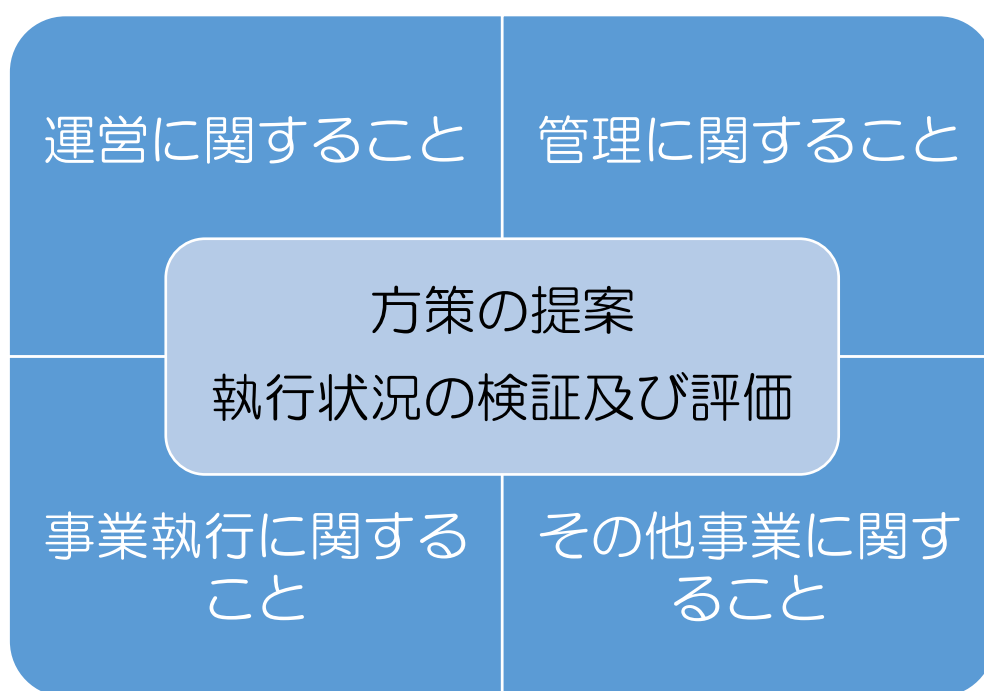 運営に関すること
管理に関すること
方策の提案
執行状況の検証及び評価
事業執行に関する
こと
その他事業に関す
ること